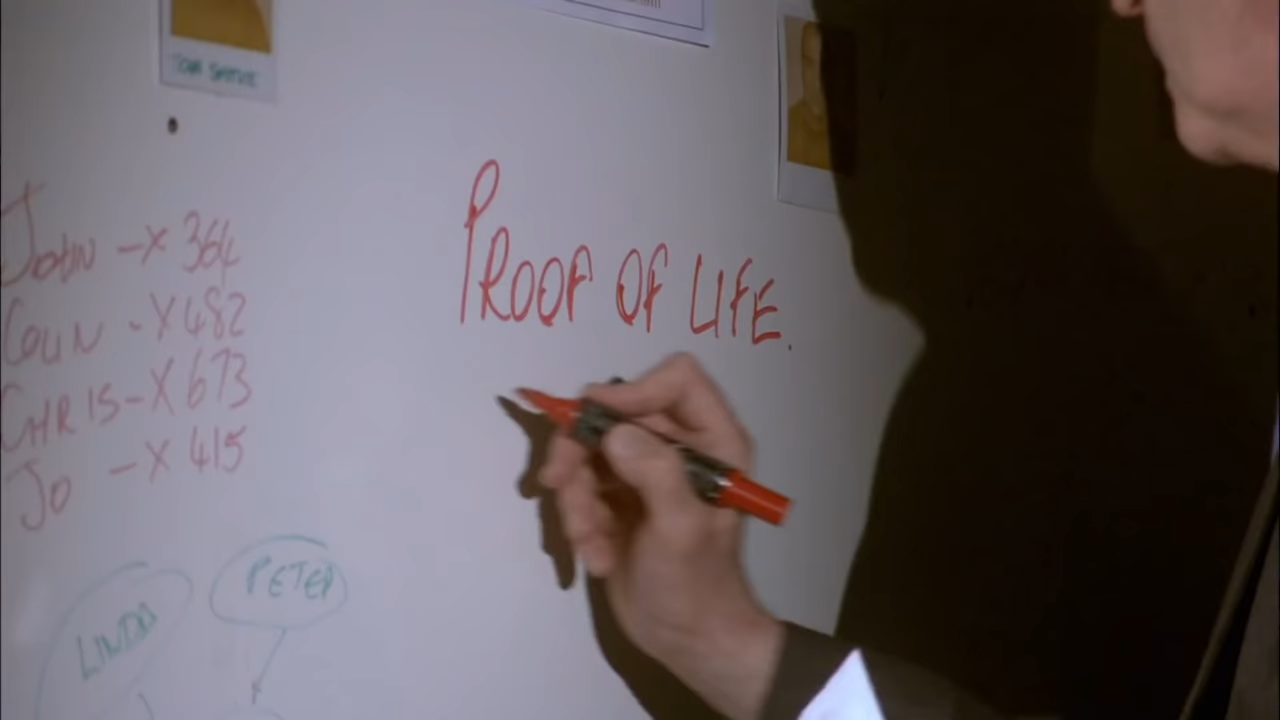 PROOF OF LIFE.
JOHN - X 364
COLIN - X 482
CHRIS - X 673
JO - X 415
LINDA
PETER